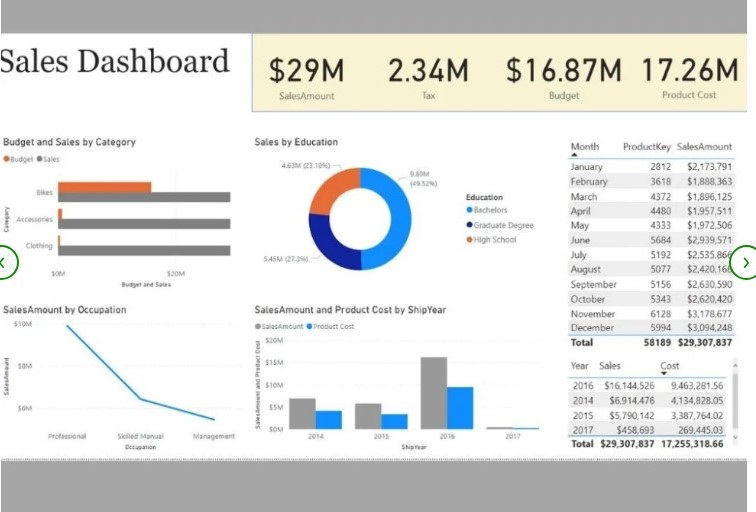 Sales Dashboard
$29M
SalesAmount
2.34M
Tax
$16.87M
Budget
17.26M
Product Cost
Budget and Sales by Category
Budget Sales
Category
Bikes
Accessories
Clothing
$0M $20M
Budget and Sales
Sales by Education
4.63M (23.18%)
9.89M
(49.52%)
5.45M (27.3%)
Education
Bachelors
Graduate Degree
High School
SalesAmount by Occupation
SalesAmount
$10M
$8M
$6M
Professional Skilled Manual Management
Occupation
SalesAmount and Product Cost by ShipYear
SalesAmount Product Cost
SalesAmount and Product Cost
$20M
$15M
$10M
$5M
$0M
2014 2015 2016 2017
ShipYear
Month ProductKey SalesAmount
January 2812 $2,173,791
February 3618 $1,888,363
March 4372 $1,896,125
April 4480 $1,957,511
May 4333 $1,972,506
June 5684 $2,939,571
July 5192 $2,535,866
August 5077 $2,420,16
September 5156 $2,630,590
October 5343 $2,620,420
November 6128 $3,178,677
December 5994 $3,094,248
Total 58189 $29,307,837
Year Sales Cost
2016 $16,144,526 9,463,281.56
2014 $6,914,476 4,134,828.05
2015 $5,790,142 3,387,764.02
2017 $458,693 269,445.03
Total $29,307,837 17,255,318.66